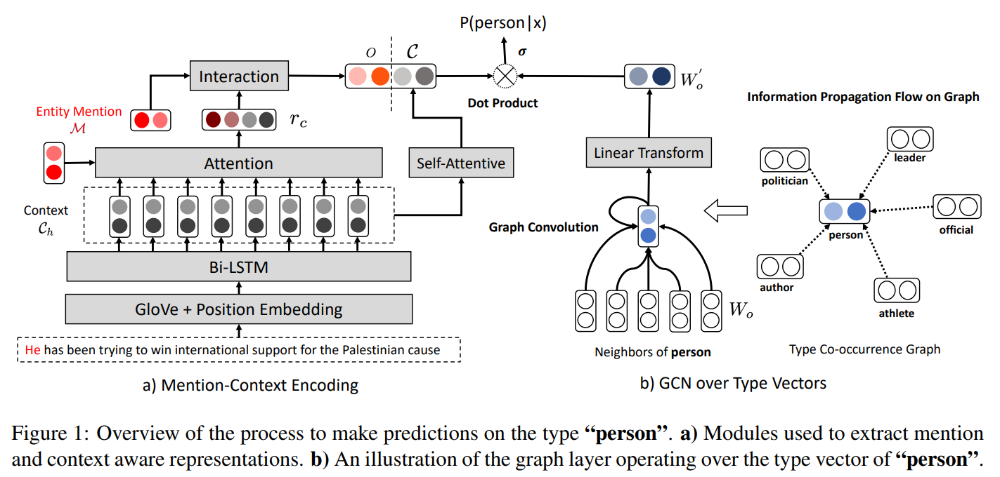 P(person|x)
σ
O
C
Interaction
W'o
Dot Product
Information Propagation Flow on Graph
Entity Mention
M
rc
leader
politician
Attention
Self-Attentive
Linear Transform
Context
Ch
Graph Convolution
person
official
Bi-LSTM
author
athlete
GloVe + Position Embedding
Wo
He has been trying to win international support for the Palestinian cause
Neighbors of person
Type Co-occurrence Graph
a) Mention-Context Encoding
b) GCN over Type Vectors
Figure 1: Overview of the process to make predictions on the type “person”. a) Modules used to extract mention
and context aware representations. b) An illustration of the graph layer operating over the type vector of “person”.